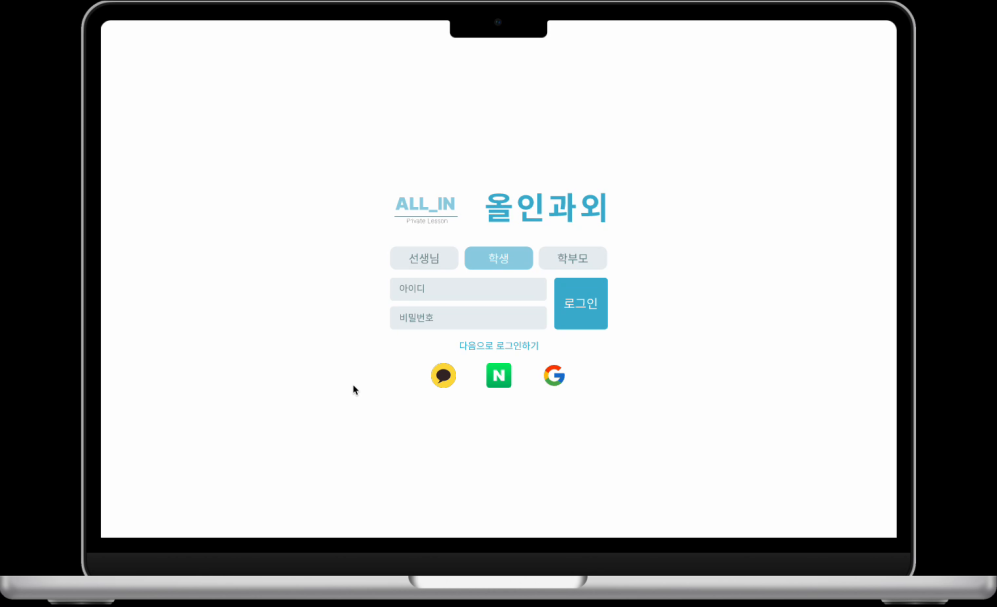 ALL_IN
Private Lesson
올인과외
선생님 학생 학부모
아이디
비밀번호
로그인
다음으로 로그인하기
N
G